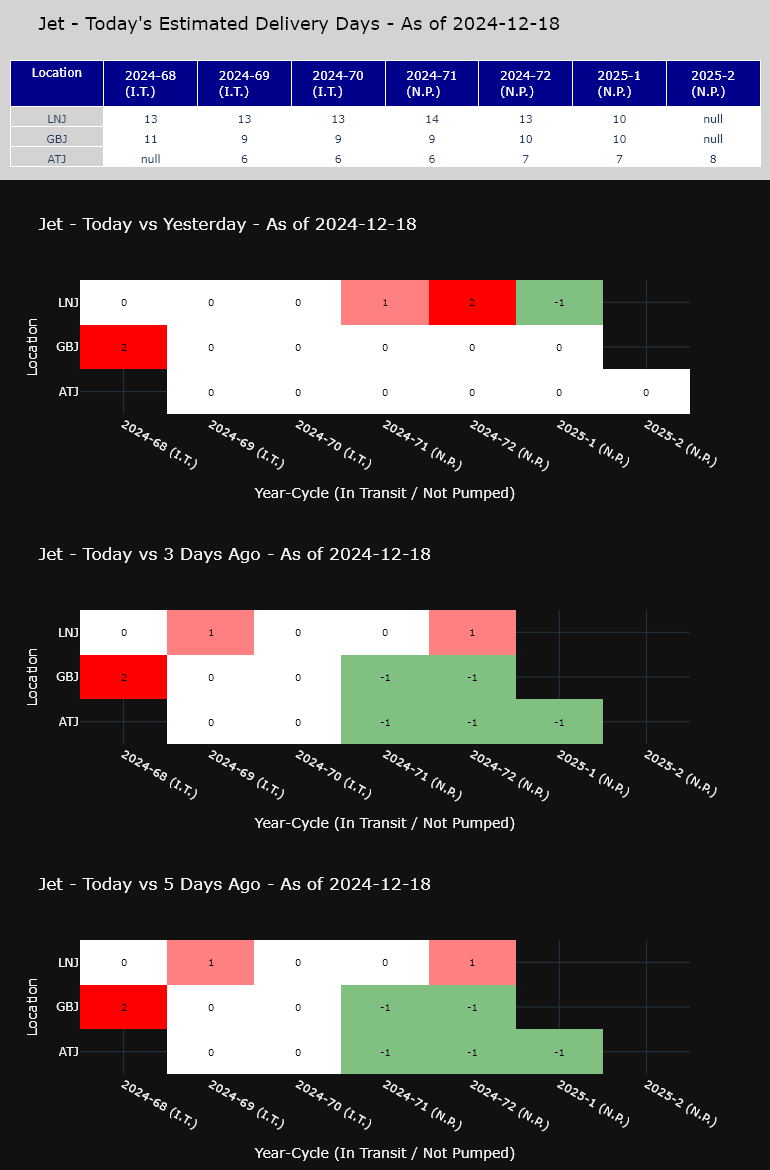 Jet - Today's Estimated Delivery Days - As of 2024-12-18
Location 2024-68 (I.T.) 2024-69 (I.T.) 2024-70 (I.T.) 2024-71 (N.P.) 2024-72 (N.P.) 2025-1 (N.P.) 2025-2 (N.P.)
LNJ 13 13 13 14 13 10 null
GBJ 11 9 9 9 10 10 null
ATJ null 6 6 6 7 7 8
Jet - Today vs Yesterday - As of 2024-12-18
Location
LNJ 0 0 0 1 2 -1
GBJ 2 0 0 0 0 0
ATJ 0 0 0 0 0 0
2024-68 (I.T.) 2024-69 (I.T.) 2024-70 (I.T.) 2024-71 (N.P.) 2024-72 (N.P.) 2025-1 (N.P.) 2025-2 (N.P.)
Year-Cycle (In Transit / Not Pumped)
Jet - Today vs 3 Days Ago - As of 2024-12-18
Location
LNJ 0 1 0 0 1
GBJ 2 0 0 -1 -1
ATJ 0 0 -1 -1 -1
2024-68 (I.T.) 2024-69 (I.T.) 2024-70 (I.T.) 2024-71 (N.P.) 2024-72 (N.P.) 2025-1 (N.P.) 2025-2 (N.P.)
Year-Cycle (In Transit / Not Pumped)
Jet - Today vs 5 Days Ago - As of 2024-12-18
Location
LNJ 0 1 0 0 1
GBJ 2 0 0 -1 -1
ATJ 0 0 -1 -1 -1
2024-68 (I.T.) 2024-69 (I.T.) 2024-70 (I.T.) 2024-71 (N.P.) 2024-72 (N.P.) 2025-1 (N.P.) 2025-2 (N.P.)
Year-Cycle (In Transit / Not Pumped)